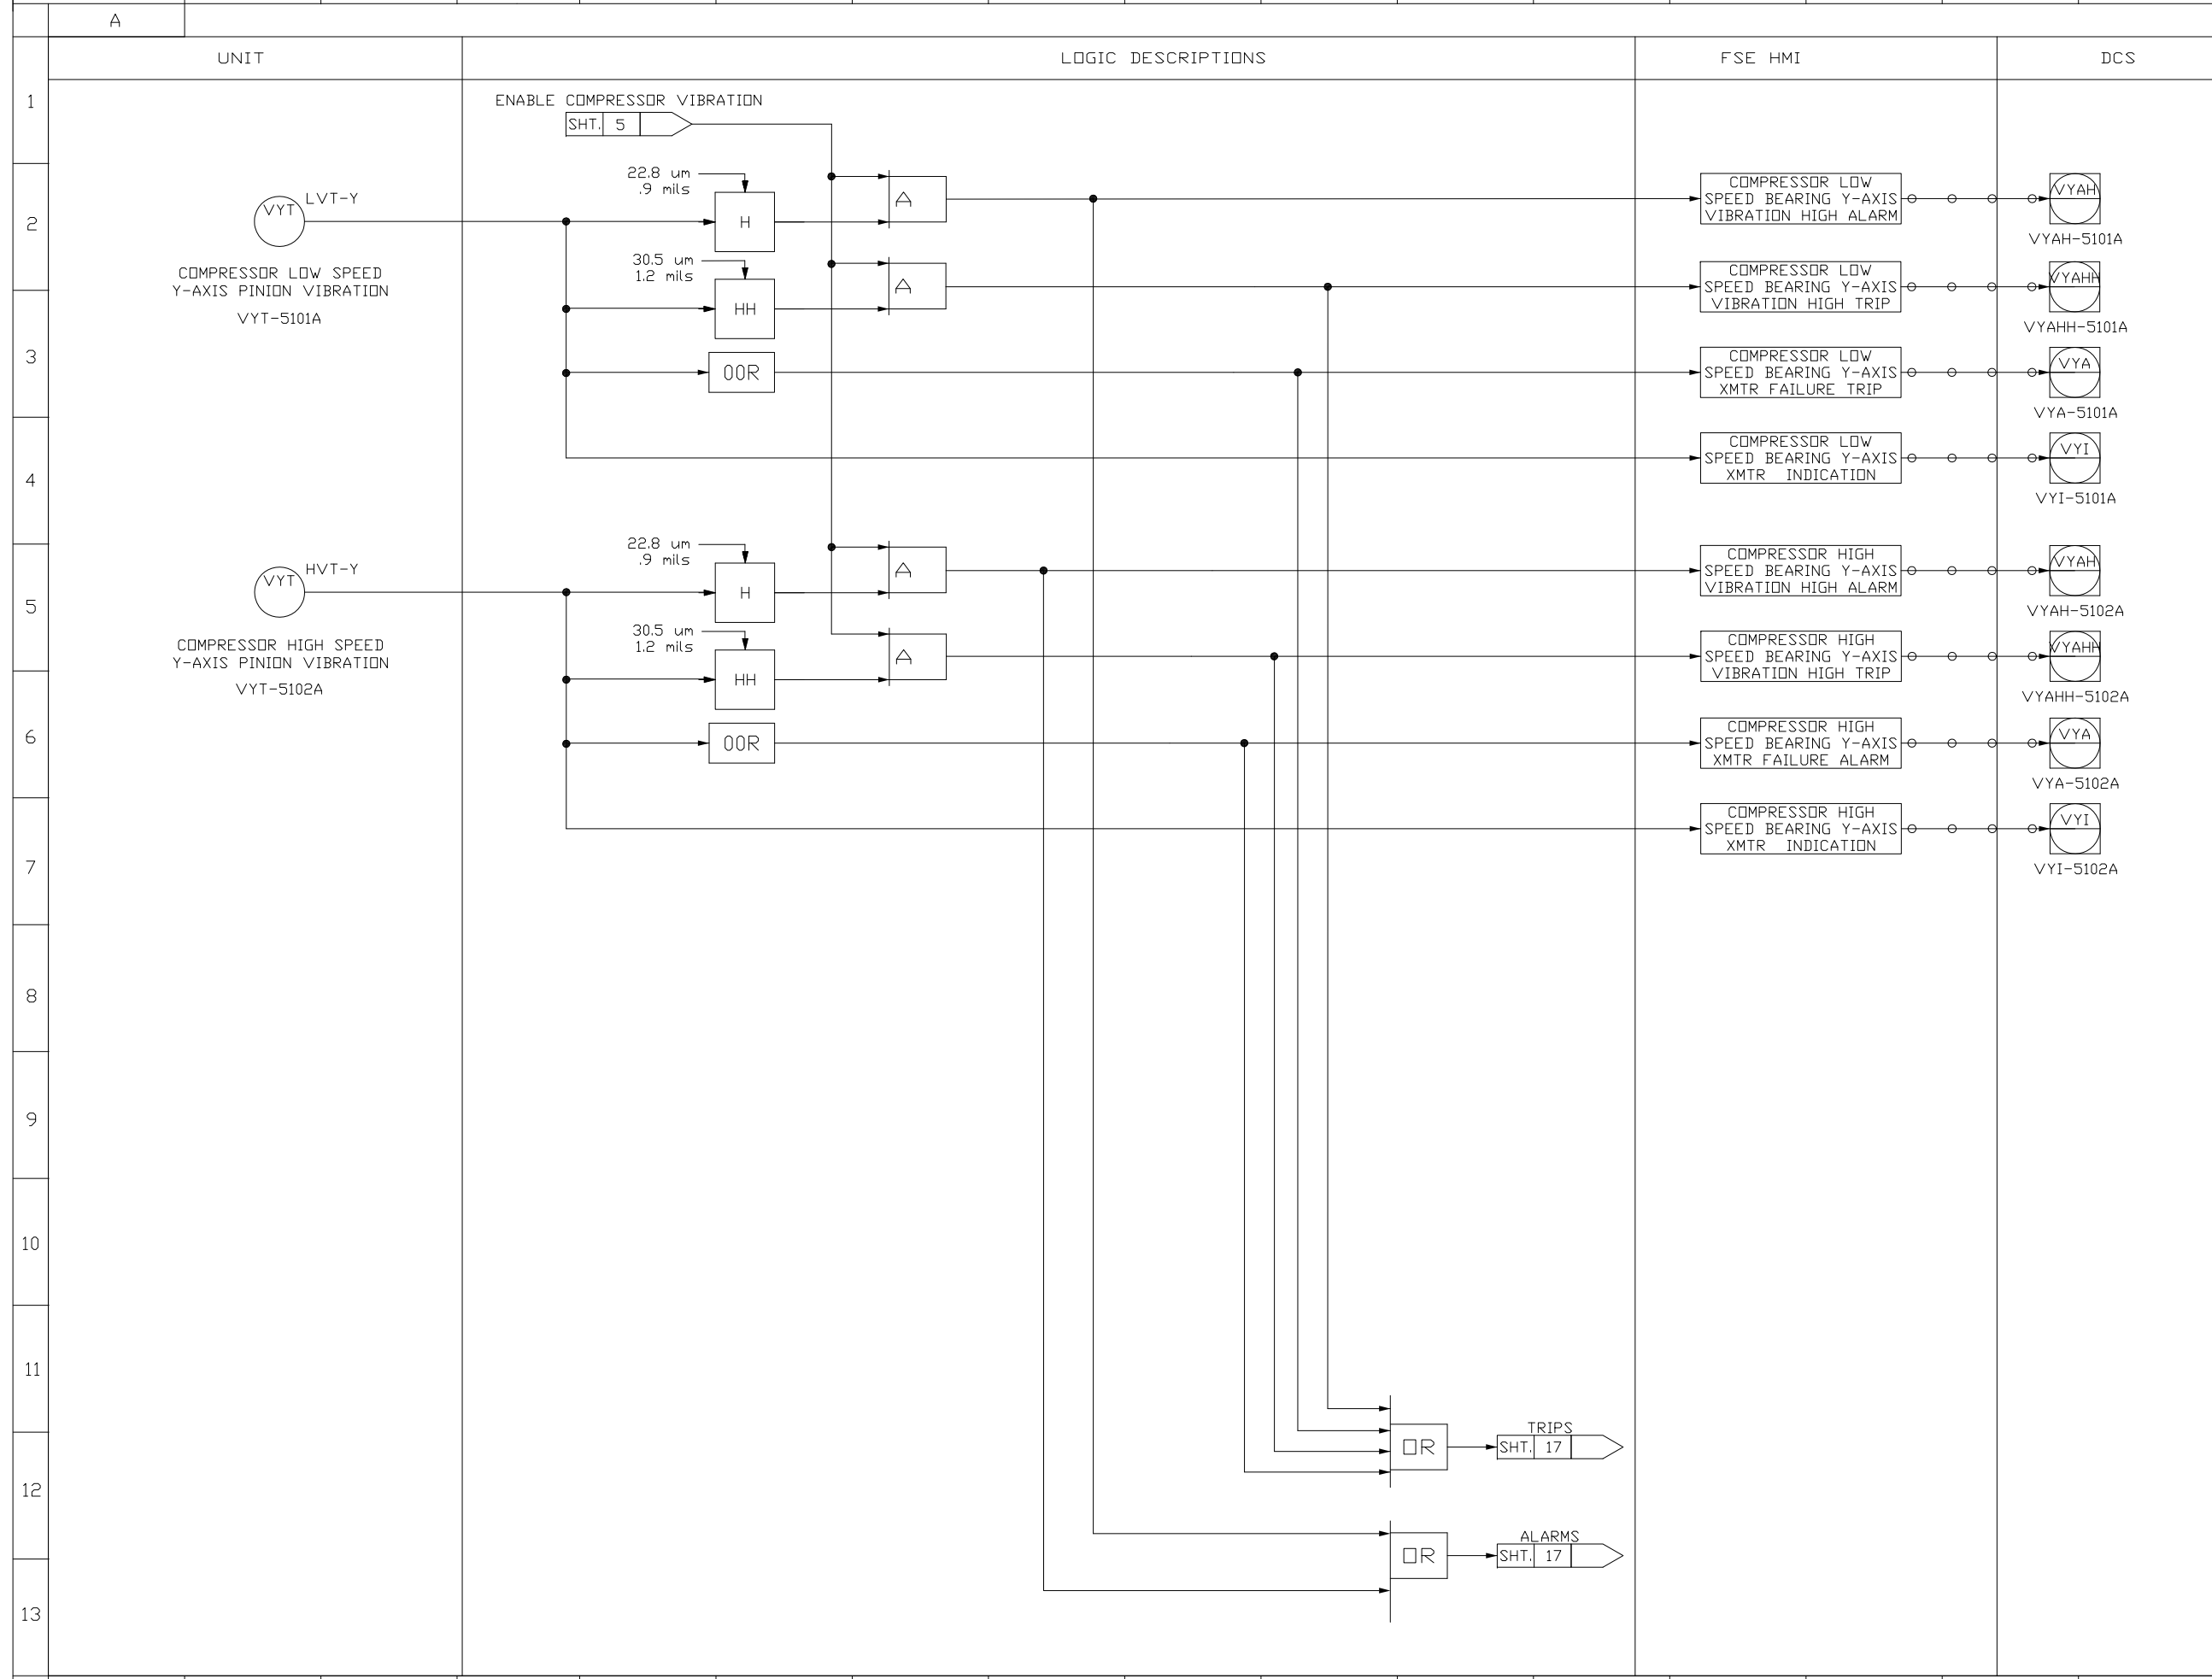 A
UNIT
LOGIC DESCRIPTIONS
FSE HMI
DCS
1
2
3
4
5
6
7
8
9
10
11
12
13
ENABLE COMPRESSOR VIBRATION
SHT. 5
VYT
LVT-Y
COMPRESSOR LOW SPEED
Y-AXIS PINION VIBRATION
VYT-5101A
22.8 um
.9 mils
H
A
30.5 um
1.2 mils
HH
A
OOR
COMPRESSOR LOW
SPEED BEARING Y-AXIS
VIBRATION HIGH ALARM
VYAH
VYAH-5101A
COMPRESSOR LOW
SPEED BEARING Y-AXIS
VIBRATION HIGH TRIP
VYAHH
VYAHH-5101A
COMPRESSOR LOW
SPEED BEARING Y-AXIS
XMTR FAILURE TRIP
VYA
VYA-5101A
COMPRESSOR LOW
SPEED BEARING Y-AXIS
XMTR INDICATION
VYI
VYI-5101A
VYT
HVT-Y
COMPRESSOR HIGH SPEED
Y-AXIS PINION VIBRATION
VYT-5102A
22.8 um
.9 mils
H
A
30.5 um
1.2 mils
HH
A
OOR
COMPRESSOR HIGH
SPEED BEARING Y-AXIS
VIBRATION HIGH ALARM
VYAH
VYAH-5102A
COMPRESSOR HIGH
SPEED BEARING Y-AXIS
VIBRATION HIGH TRIP
VYAHH
VYAHH-5102A
COMPRESSOR HIGH
SPEED BEARING Y-AXIS
XMTR FAILURE ALARM
VYA
VYA-5102A
COMPRESSOR HIGH
SPEED BEARING Y-AXIS
XMTR INDICATION
VYI
VYI-5102A
OR
TRIPS
SHT. 17
OR
ALARMS
SHT. 17